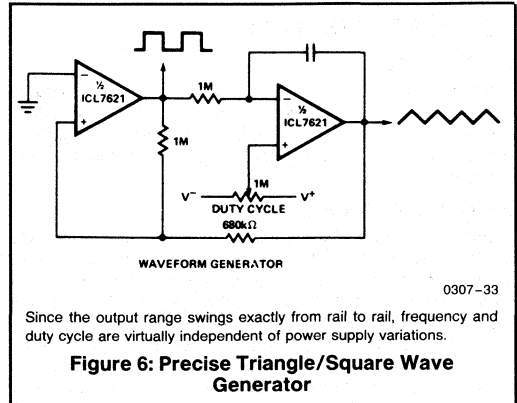 −
½
ICL7621
+
1M
1M
−
½
ICL7621
+
1M
V− V+
DUTY CYCLE
680kΩ
WAVEFORM GENERATOR
0307–33
Since the output range swings exactly from rail to rail, frequency and
duty cycle are virtually independent of power supply variations.
Figure 6: Precise Triangle/Square Wave
Generator